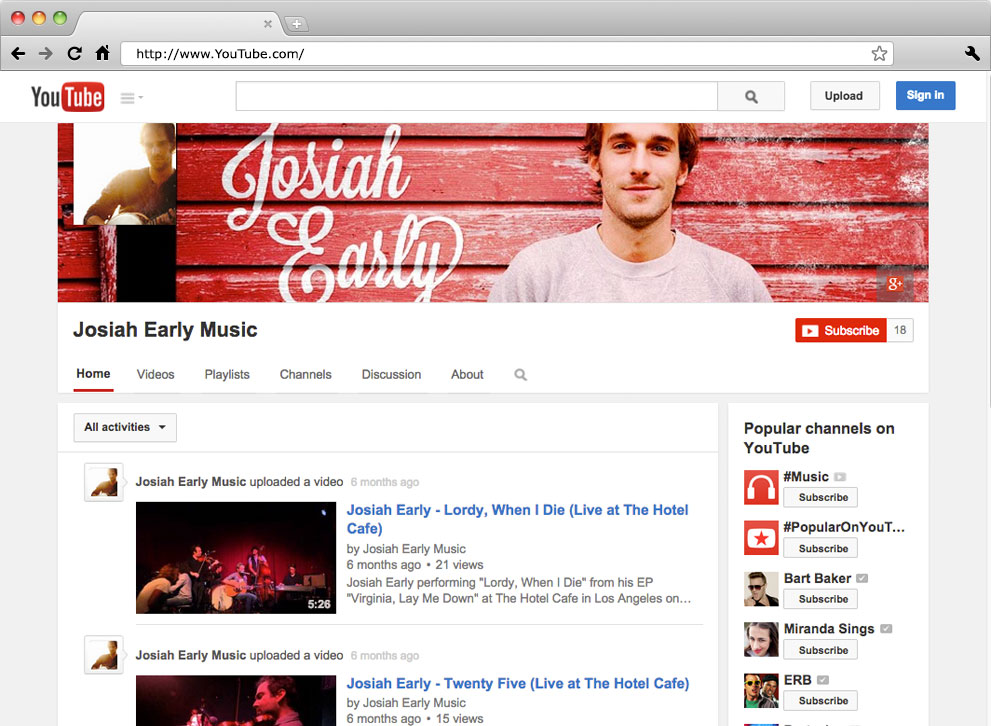 http://www.YouTube.com/
YouTube
Upload
Sign in
Josiah
Early
g+
Josiah Early Music
Subscribe 18
Home Videos Playlists Channels Discussion About
All activities
Josiah Early Music uploaded a video 6 months ago
Josiah Early - Lordy, When I Die (Live at The Hotel
Cafe)
by Josiah Early Music
6 months ago • 21 views
Josiah Early performing "Lordy, When I Die" from his EP
"Virginia, Lay Me Down" at The Hotel Cafe in Los Angeles on...
5:26
Josiah Early Music uploaded a video 6 months ago
Josiah Early - Twenty Five (Live at The Hotel Cafe)
by Josiah Early Music
6 months ago • 15 views
Popular channels on
YouTube
#Music
Subscribe
#PopularOnYouT...
Subscribe
Bart Baker
Subscribe
Miranda Sings
Subscribe
ERB
Subscribe